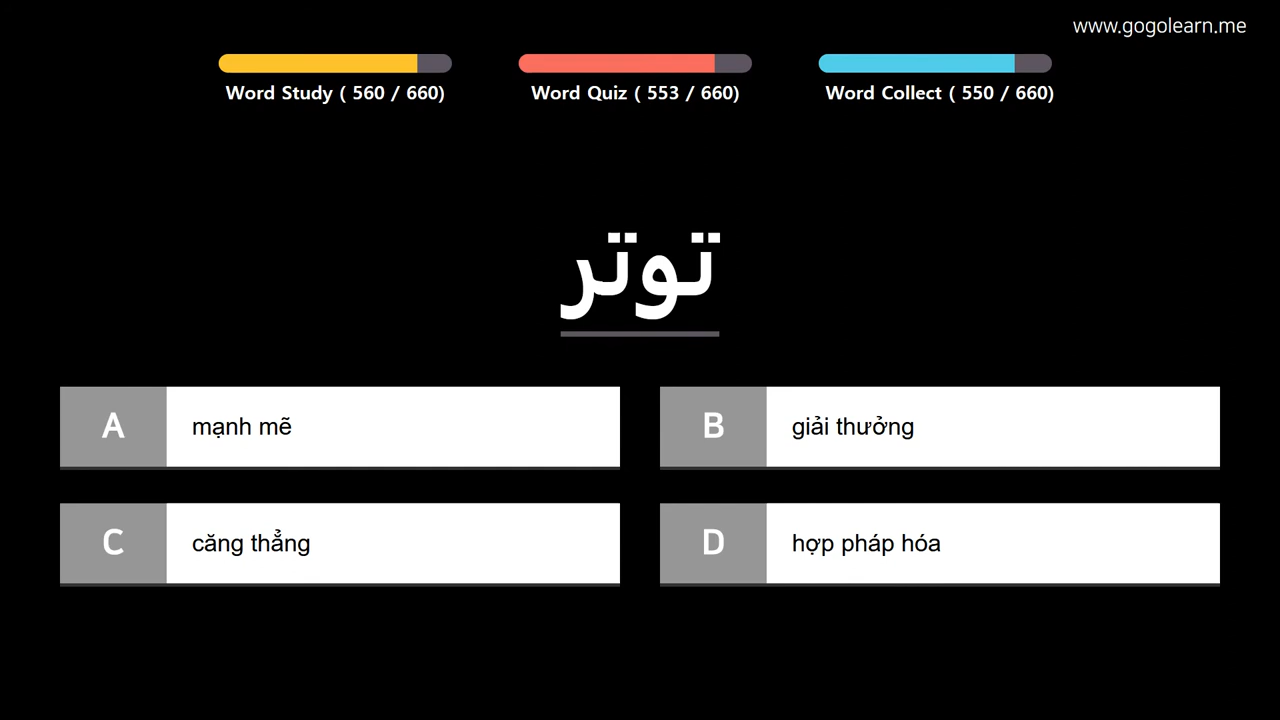 www.gogolearn.me
Word Study ( 560 / 660)
Word Quiz ( 553 / 660)
Word Collect ( 550 / 660)
توتر
A
mạnh mẽ
B
giải thưởng
C
căng thẳng
D
hợp pháp hóa